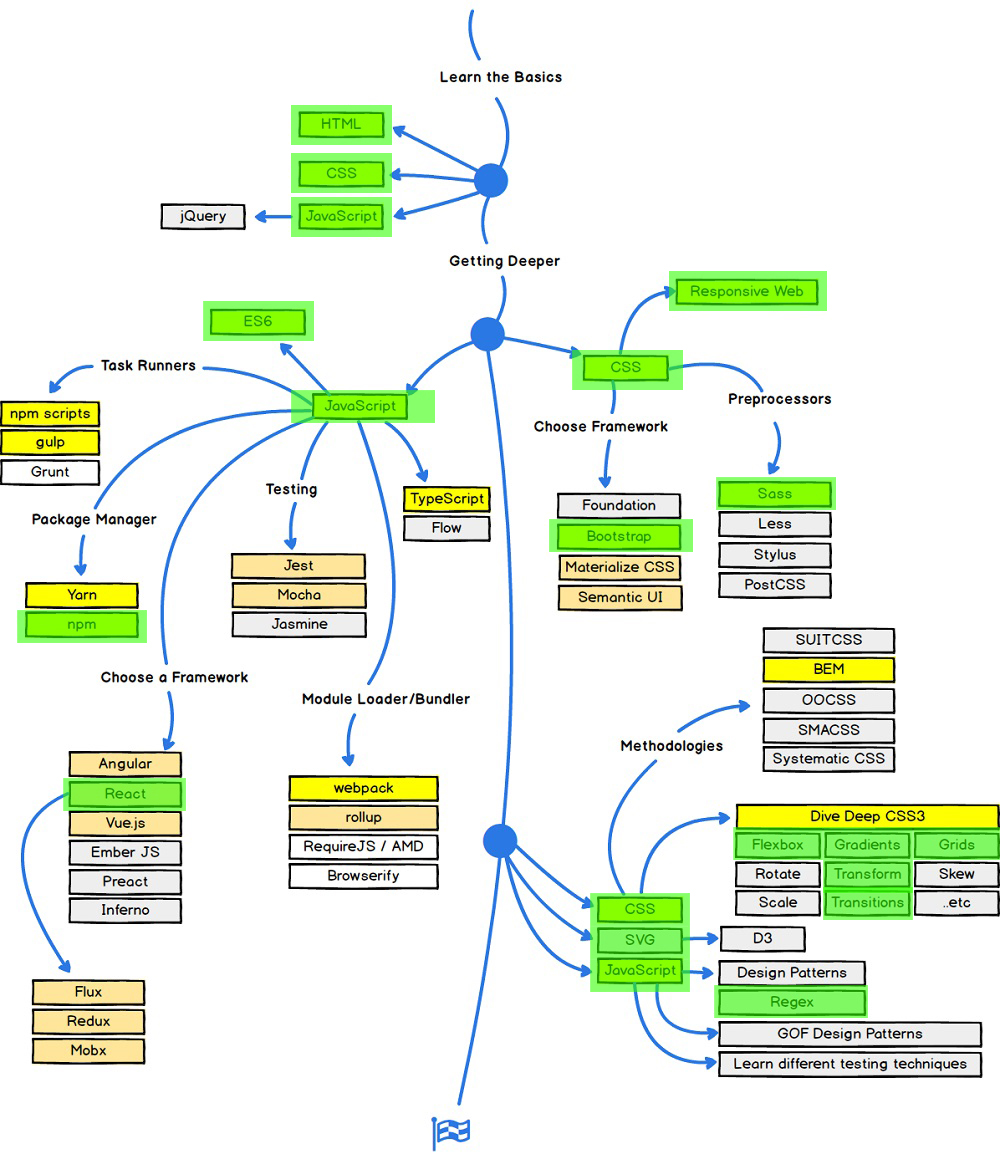 Learn the Basics
HTML
CSS
JavaScript
jQuery
Getting Deeper
Responsive Web
ES6
CSS
Task Runners
JavaScript
Preprocessors
Choose Framework
npm scripts
gulp
Grunt
Testing
TypeScript
Flow
Foundation
Bootstrap
Materialize CSS
Semantic UI
Sass
Less
Stylus
PostCSS
Package Manager
Yarn
npm
Jest
Mocha
Jasmine
Choose a Framework
Module Loader/Bundler
SUITCSS
BEM
OOCSS
SMACSS
Systematic CSS
Methodologies
Angular
React
Vue.js
Ember JS
Preact
Inferno
webpack
rollup
RequireJS / AMD
Browserify
Dive Deep CSS3
Flexbox Gradients Grids
Rotate Transform Skew
Scale Transitions ..etc
CSS
SVG
D3
JavaScript
Design Patterns
Regex
GOF Design Patterns
Learn different testing techniques
Flux
Redux
Mobx